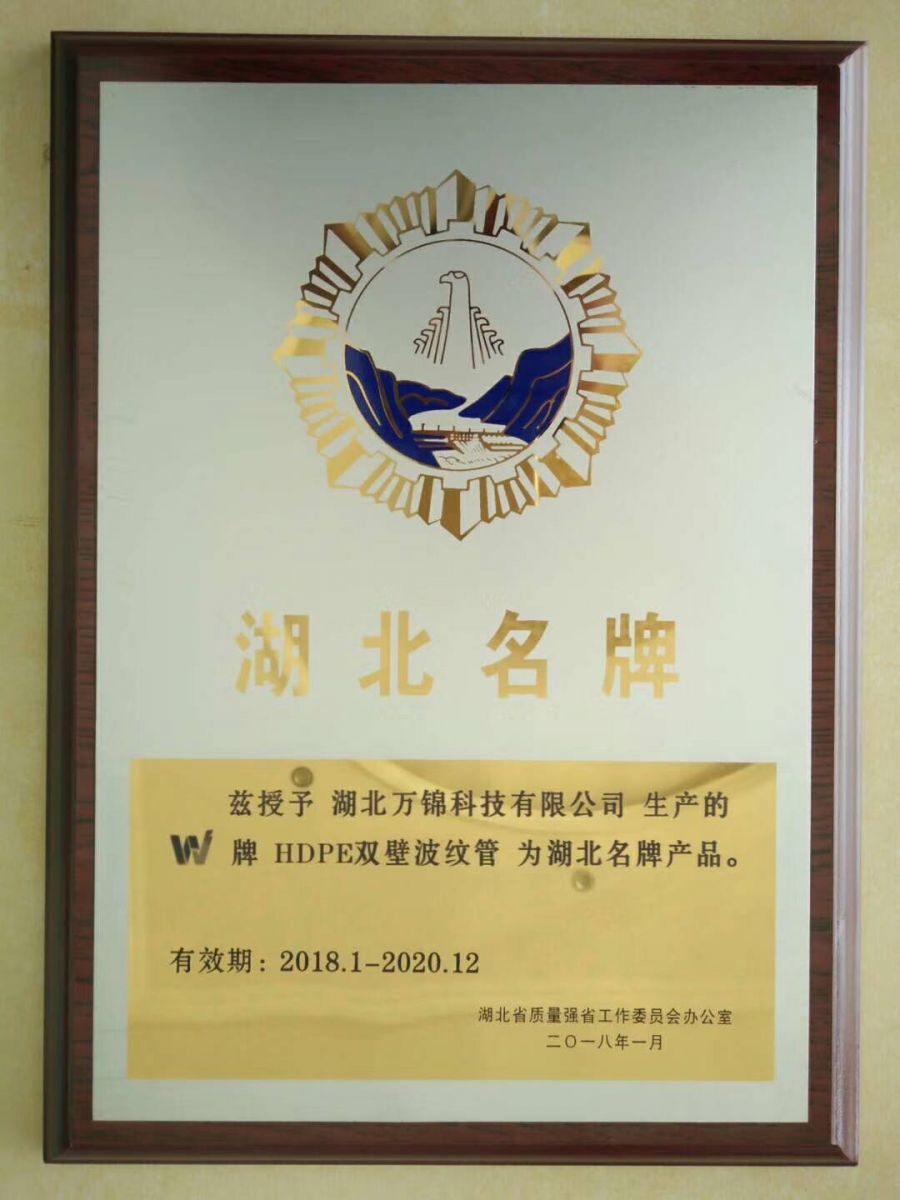 湖北名牌
兹授予 湖北万锦科技有限公司 生产的
W 牌 HDPE双壁波纹管 为湖北名牌产品。
有效期: 2018.1-2020.12
湖北省质量强省工作委员会办公室
二〇一八年一月